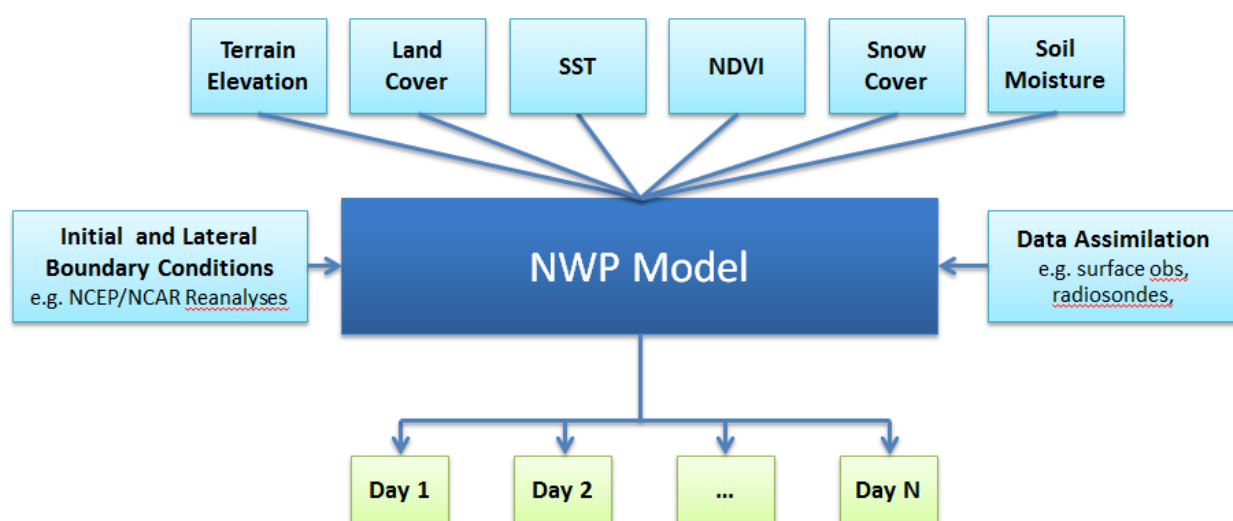 Terrain
Elevation
Land
Cover
SST
NDVI
Snow
Cover
Soil
Moisture
Initial and Lateral
Boundary Conditions
e.g. NCEP/NCAR Reanalyses
NWP Model
Data Assimilation
e.g. surface obs,
radiosondes,
Day 1
Day 2
...
Day N